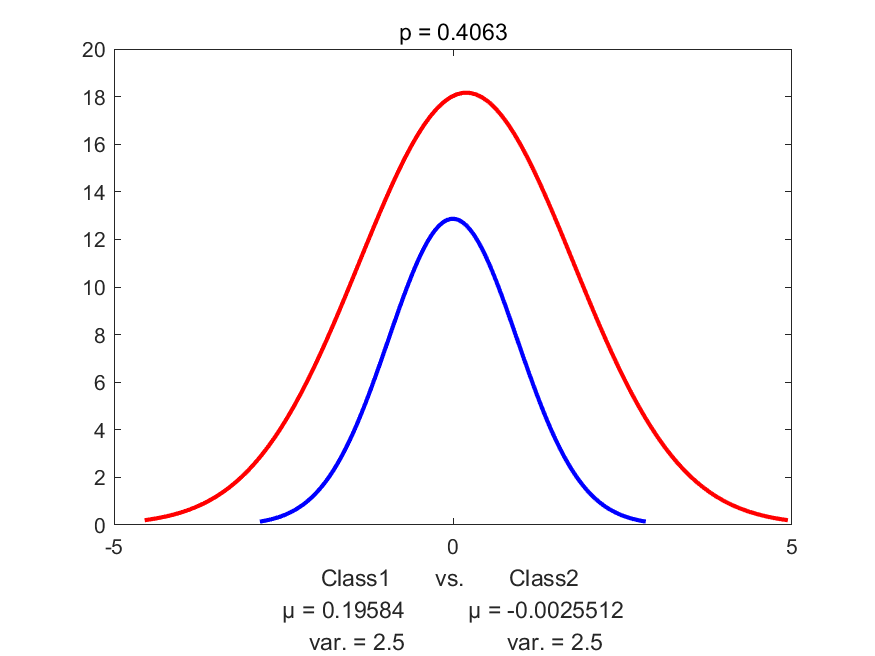 p = 0.4063
20
18
16
14
12
10
8
6
4
2
0
-5 0 5
Class1 vs. Class2
μ = 0.19584 μ = -0.0025512
var. = 2.5 var. = 2.5